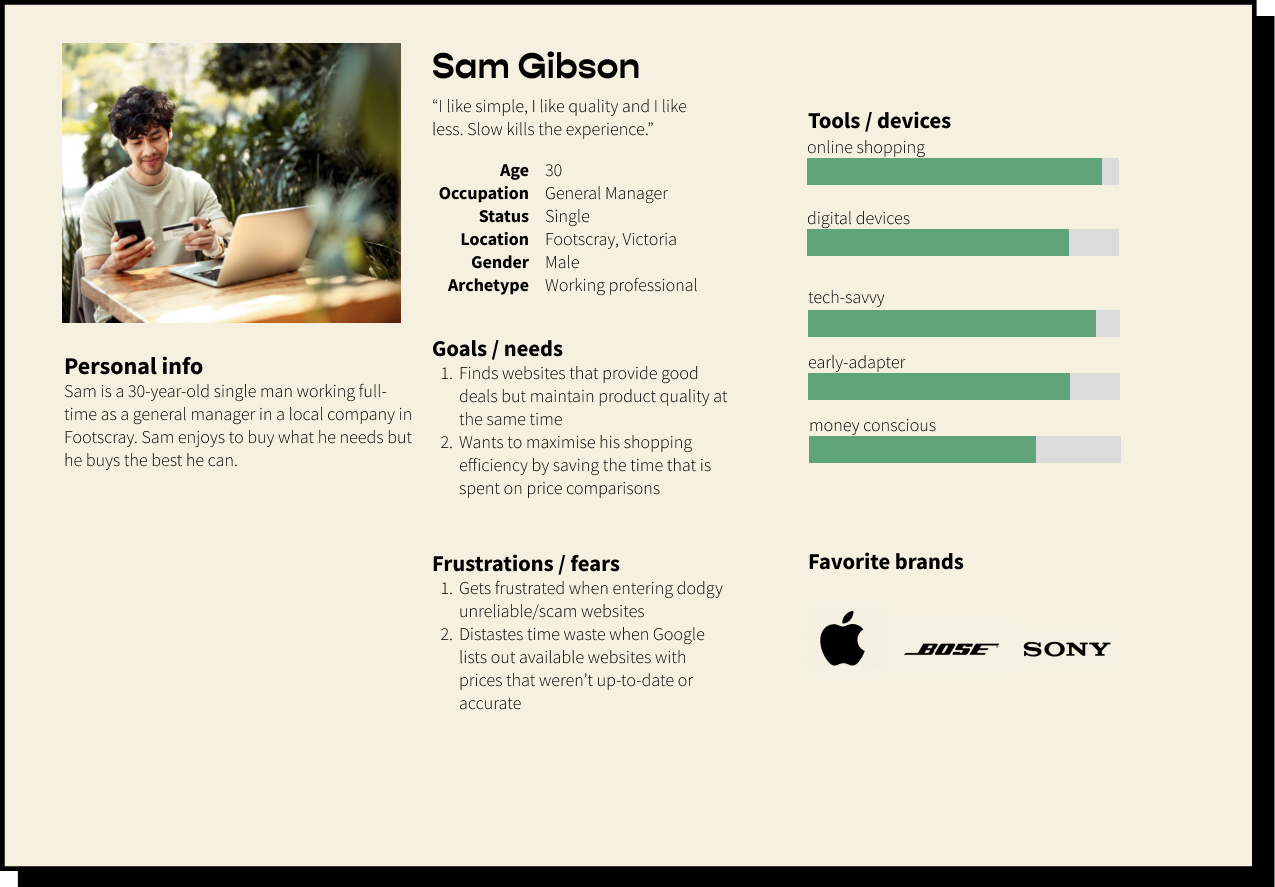 Sam Gibson
“I like simple, I like quality and I like
less. Slow kills the experience.”
Age 30
Occupation General Manager
Status Single
Location Footscray, Victoria
Gender Male
Archetype Working professional
Personal info
Sam is a 30-year-old single man working full-
time as a general manager in a local company in
Footscray. Sam enjoys to buy what he needs but
he buys the best he can.
Goals / needs
1. Finds websites that provide good
deals but maintain product quality at
the same time
2. Wants to maximise his shopping
efficiency by saving the time that is
spent on price comparisons
Frustrations / fears
1. Gets frustrated when entering dodgy
unreliable/scam websites
2. Distastes time waste when Google
lists out available websites with
prices that weren’t up-to-date or
accurate
Tools / devices
online shopping
digital devices
tech-savvy
early-adapter
money conscious
Favorite brands
BOSE SONY